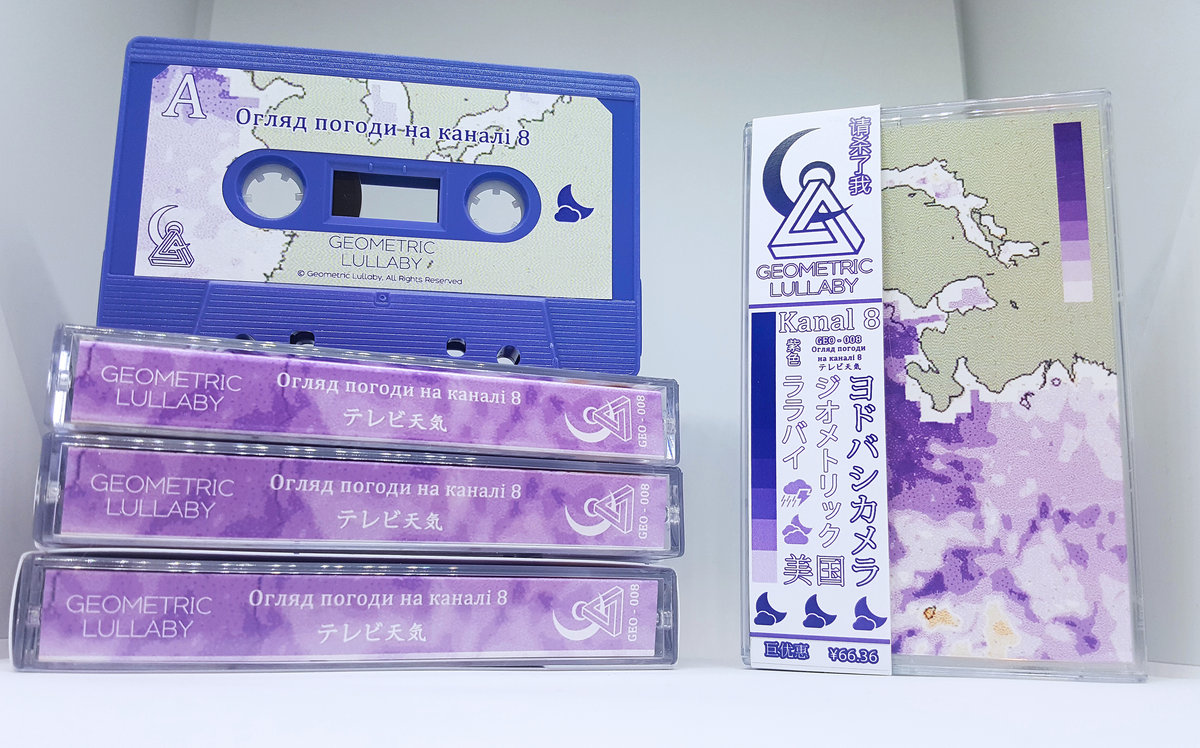 A
Огляд погоди на каналі 8
GEOMETRIC
LULLABY
© Geometric Lullaby, All Rights Reserved
GEOMETRIC
LULLABY
Огляд погоди на каналі 8
テレビ天気
GEO - 008
GEOMETRIC
LULLABY
Огляд погоди на каналі 8
テレビ天気
GEO - 008
GEOMETRIC
LULLABY
Огляд погоди на каналі 8
テレビ天気
GEO - 008
请杀了我
GEOMETRIC
LULLABY
Kanal 8
GEO - 008
Огляд погоди
на каналі 8
テレビ天気
紫色
ヨドバシカメラ
ジオメトリック
ララバイ
美国
巨优惠
¥66.36